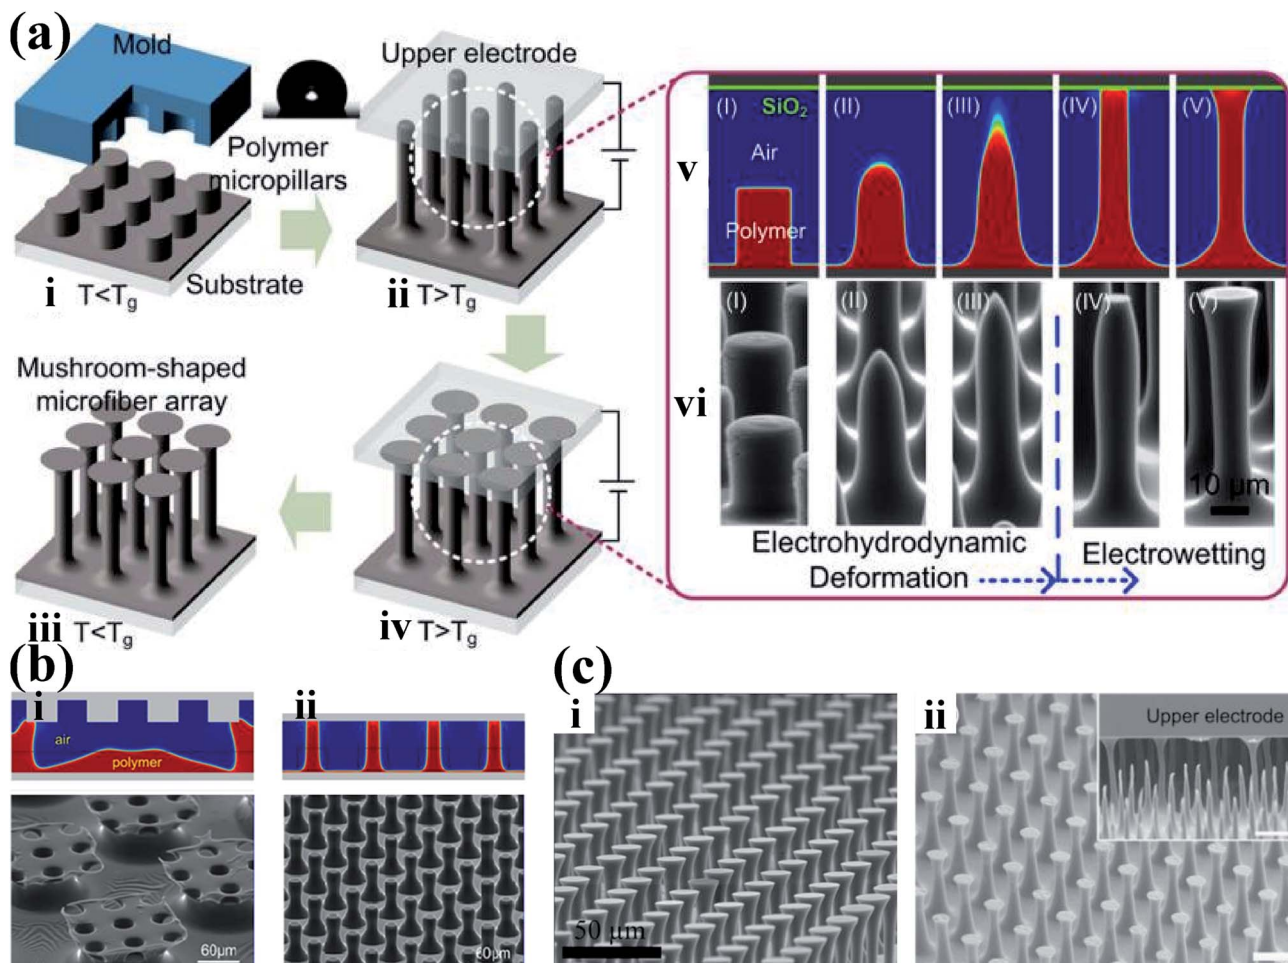 (a)
Mold
Polymer
micropillars
Substrate
i
T<Tg
Upper electrode
ii
T>Tg
Mushroom-shaped
microfiber array
iii
T<Tg
iv
T>Tg
v
(I)
SiO2
Air
Polymer
(II)
(III)
(IV)
(V)
vi
(I)
(II)
(III)
(IV)
(V)
10 μm
Electrohydrodynamic
Deformation
Electrowetting
(b)
i
air
polymer
60μm
ii
60μm
(c)
i
50 μm
ii
Upper electrode